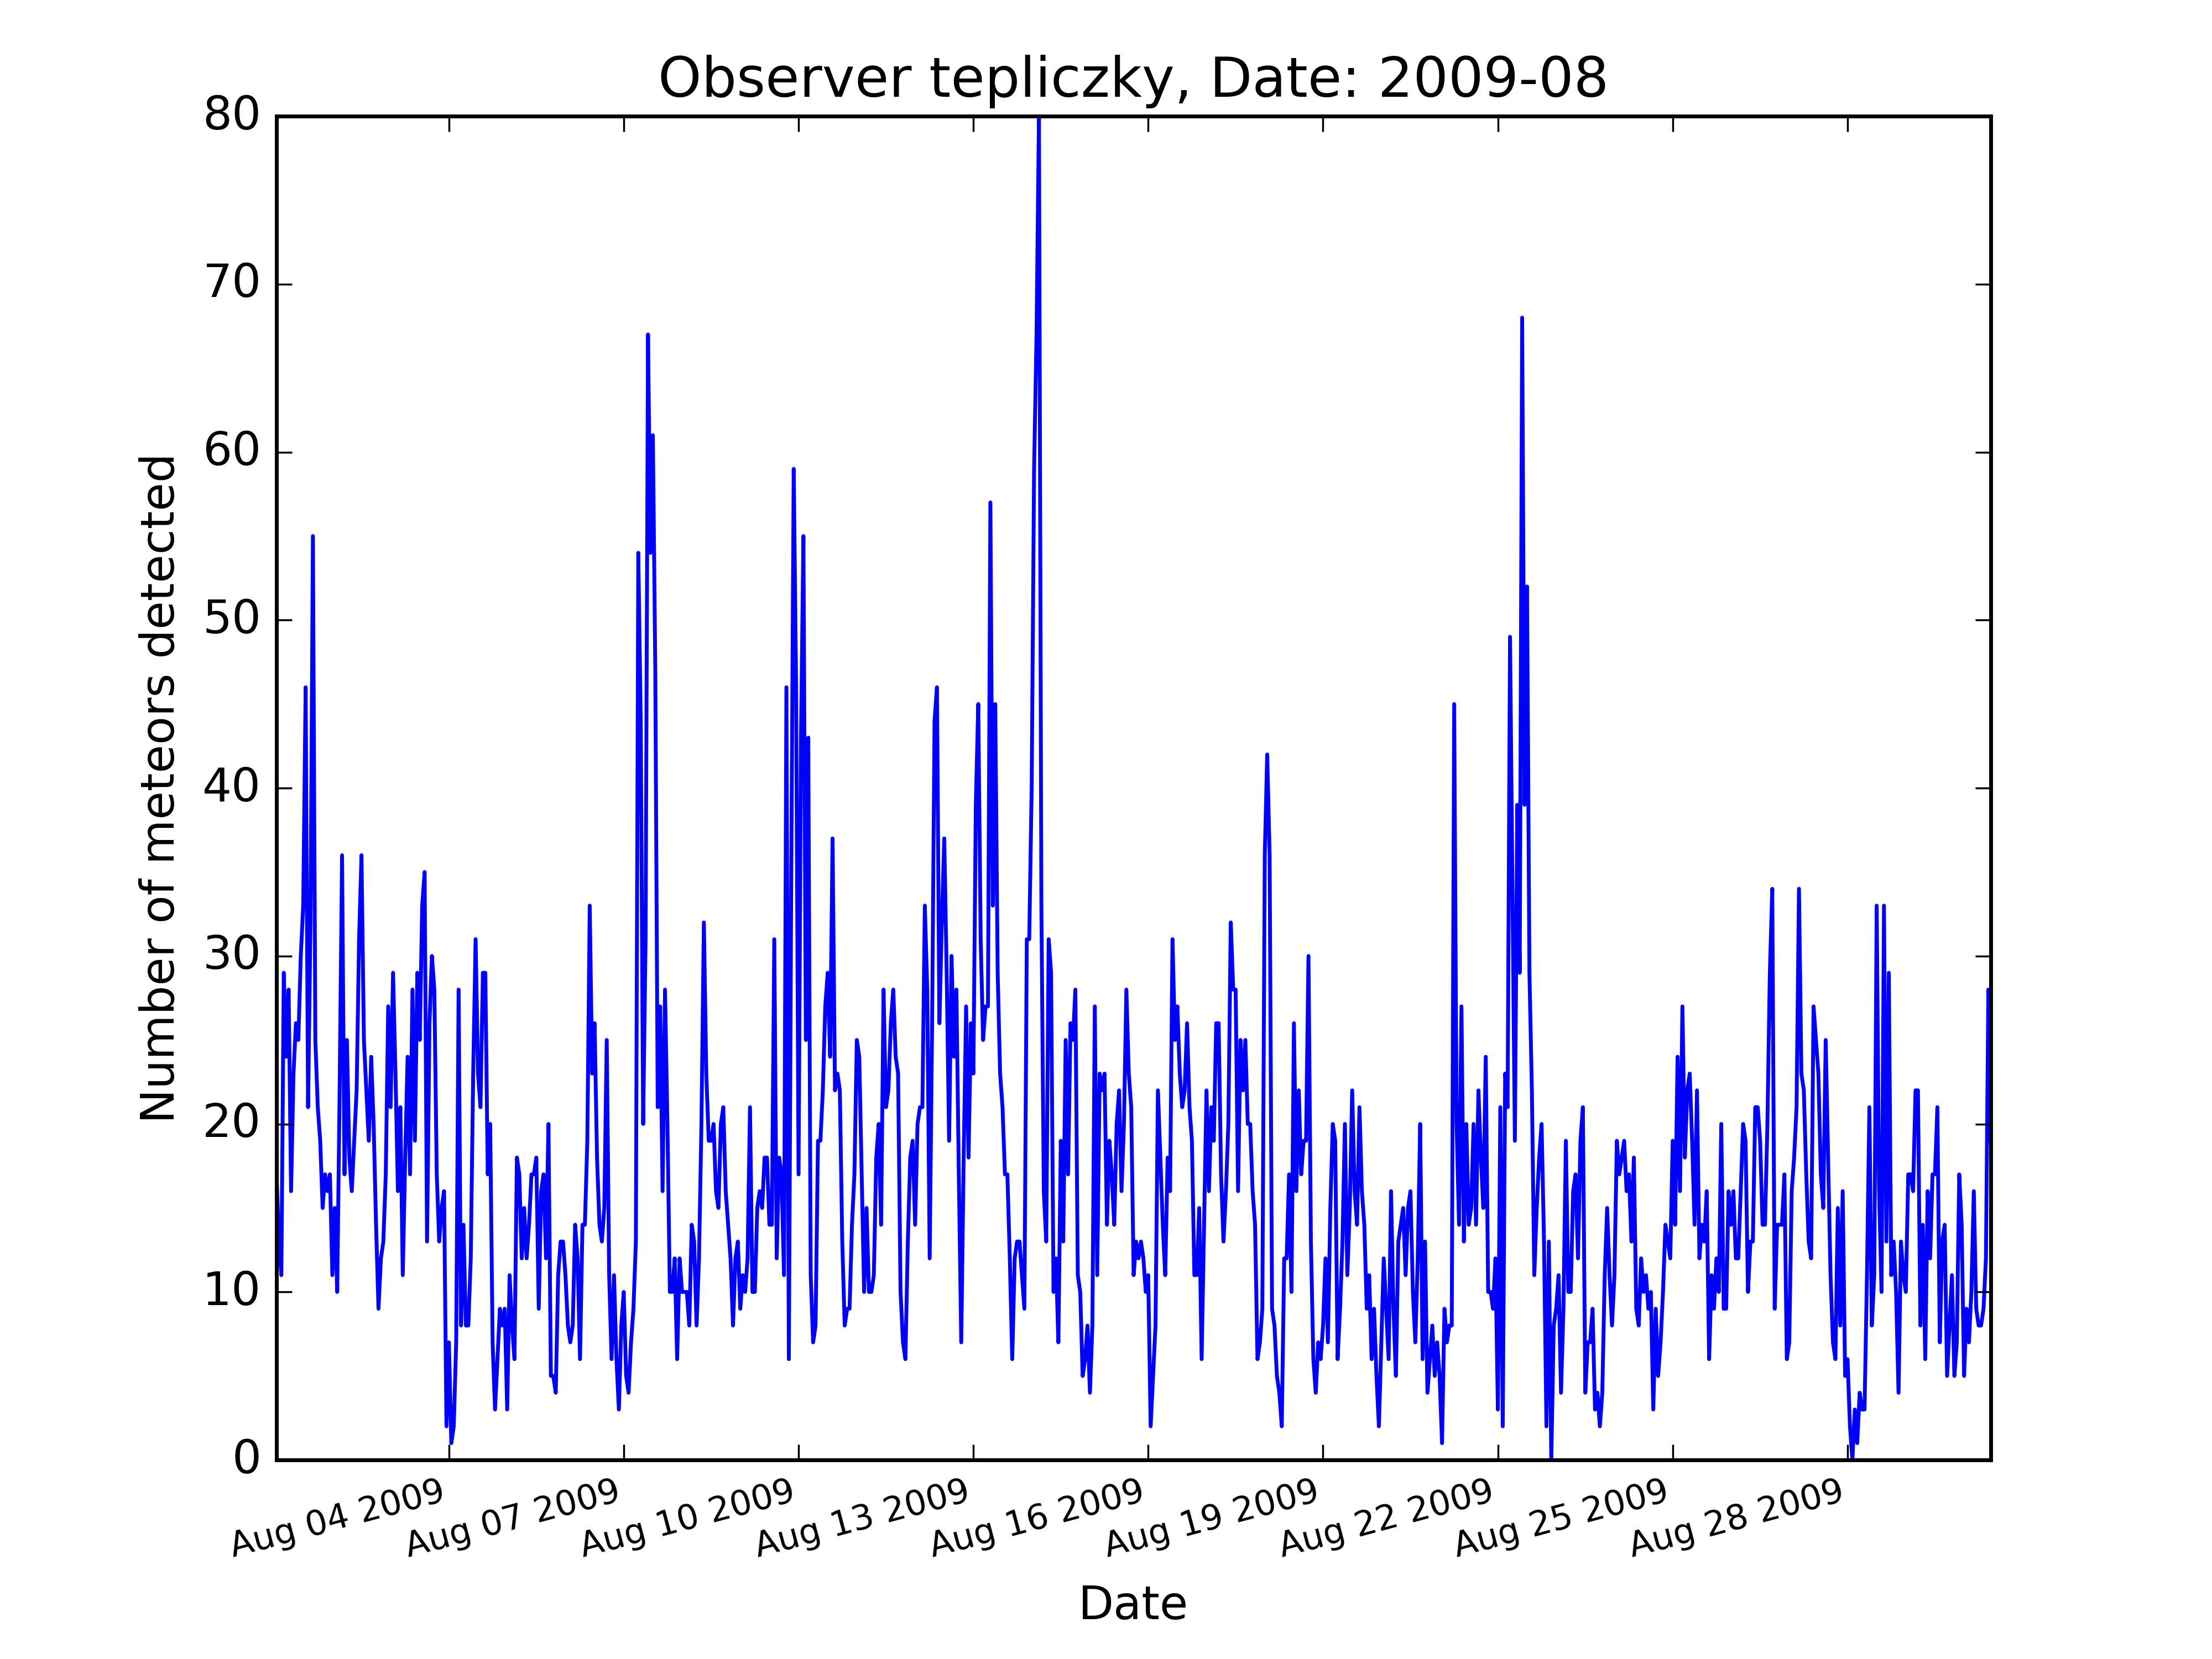 Observer tepliczky, Date: 2009-08
80
70
60
50
40
30
20
10
0
Number of meteors detected
Aug 04 2009
Aug 07 2009
Aug 10 2009
Aug 13 2009
Aug 16 2009
Aug 19 2009
Aug 22 2009
Aug 25 2009
Aug 28 2009
Date